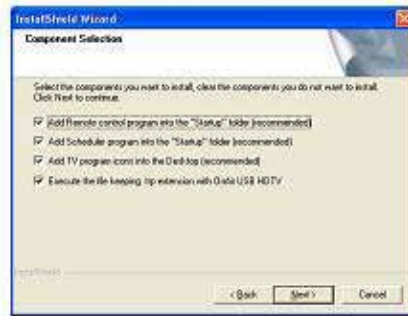 InstallShield Wizard
Component Selection
Select the components you want to install, clear the components you do not want to install.
Click Next to continue.
Add Remote control program into the "Startup" folder (recommended)
Add Scheduler program into the "Startup" folder (recommended)
Add TV program icons into the Desktop (recommended)
Execute the file keeping .trp extension with USB HDTV
InstallShield
< Back
Next >
Cancel